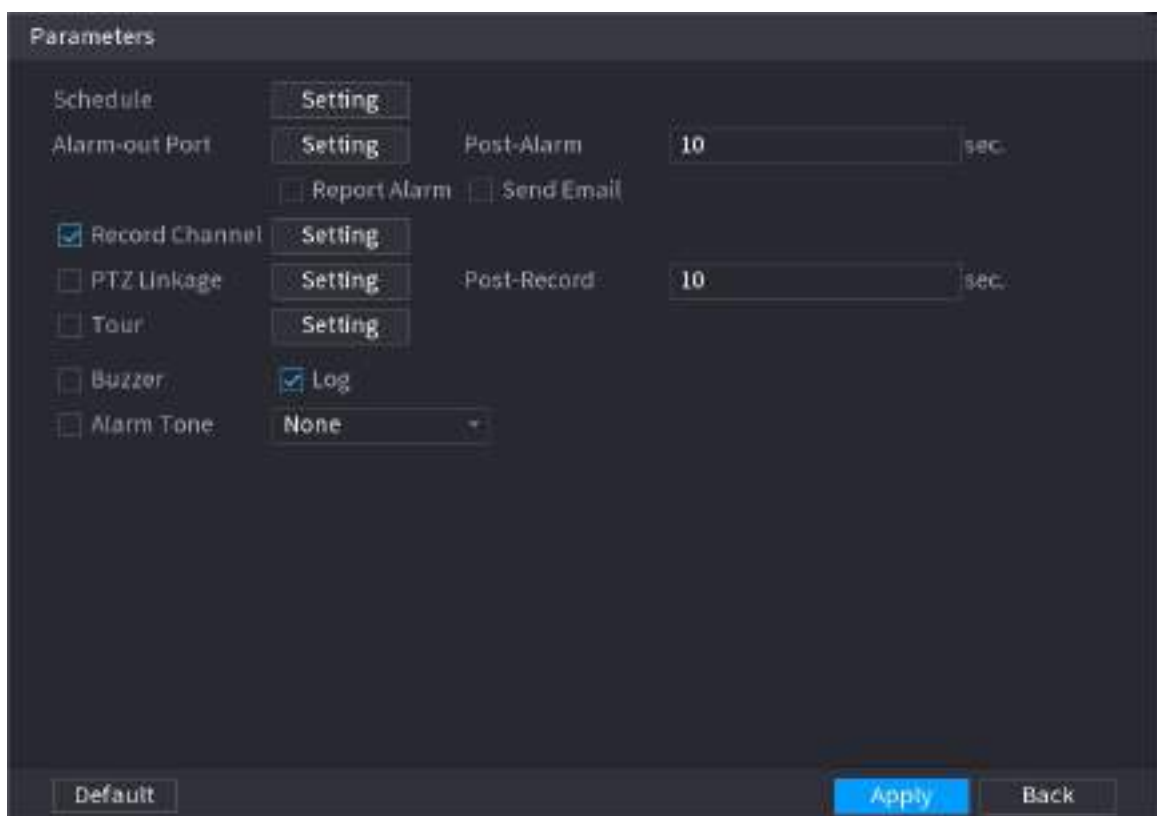 Parameters
Schedule Setting
Alarm-out Port Setting Post-Alarm 10 sec.
Report Alarm Send Email
Record Channel Setting
PTZ Linkage Setting Post-Record 10 sec.
Tour Setting
Buzzer Log
Alarm Tone None
Default Apply Back